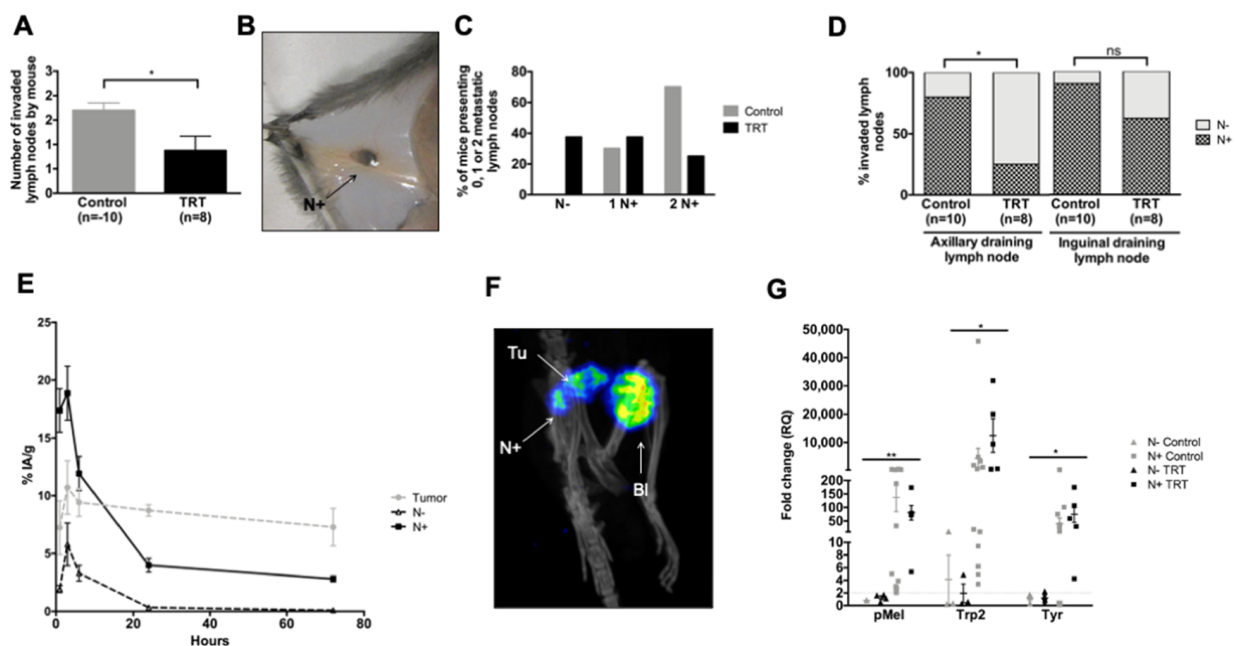 A
Number of invaded
lymph nodes by mouse
3
2
2
1
1
0
*
Control
(n=-10)
TRT
(n=8)
B
N+
C
% of mice presenting
0, 1 or 2 metastatic
lymph nodes
80
60
40
20
0
N-
1 N+
2 N+
Control
TRT
D
% invaded lymph
nodes
100
50
0
*
ns
Control
(n=10)
TRT
(n=8)
Control
(n=10)
TRT
(n=8)
Axillary draining
lymph node
Inguinal draining
lymph node
N-
N+
E
% IA/g
25
20
15
10
5
0
0
20
40
60
80
Hours
Tumor
N-
N+
F
Tu
N+
Bl
G
Fold change (RQ)
50,000
40,000
30,000
20,000
10,000
200
150
100
50
10
8
6
4
2
0
**
*
*
pMel
Trp2
Tyr
N- Control
N+ Control
N- TRT
N+ TRT